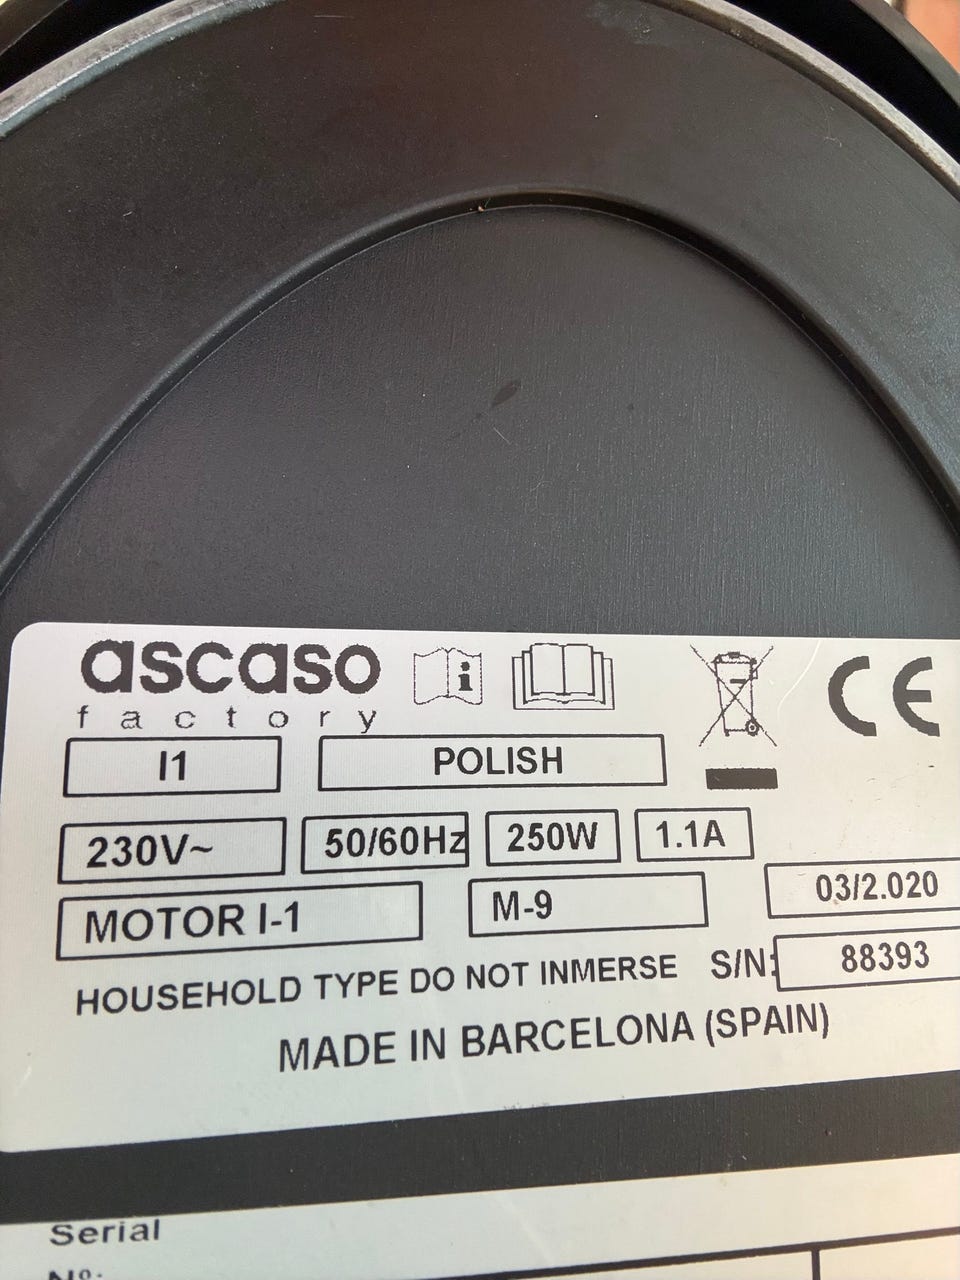 ascaso
factory
I1 POLISH
230V~ 50/60Hz 250W 1.1A
MOTOR I-1 M-9 03/2.020
HOUSEHOLD TYPE DO NOT INMERSE S/N: 88393
MADE IN BARCELONA (SPAIN)
Serial
Nº: